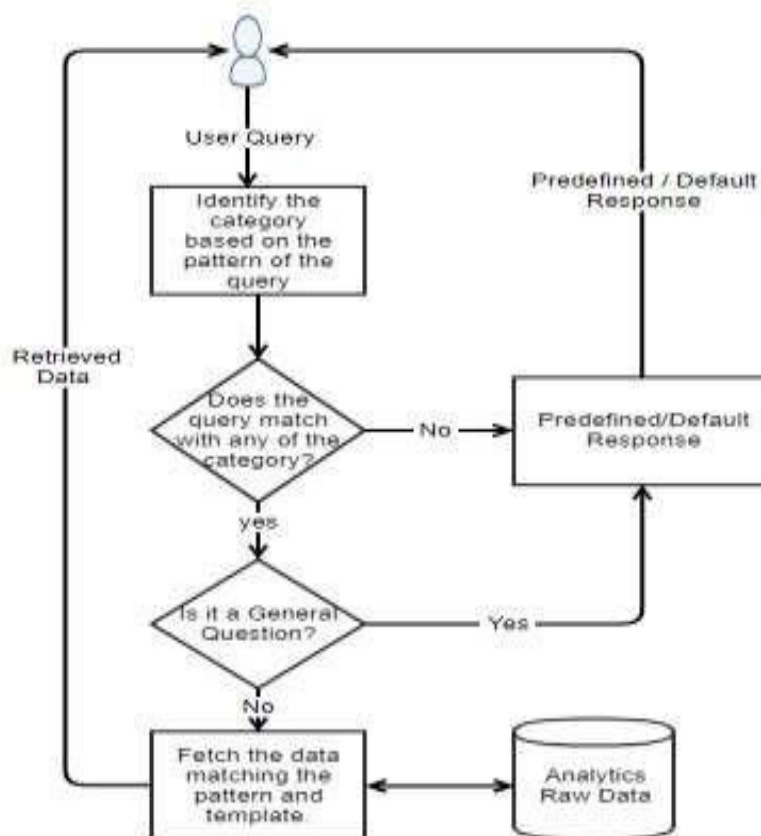 User Query
Identify the
category
based on the
pattern of the
query
Predefined / Default
Response
Retrieved
Data
Does the
query match
with any of the
category?
No
Predefined/Default
Response
yes
Is it a General
Question?
Yes
No
Fetch the data
matching the
pattern and
template.
Analytics
Raw Data